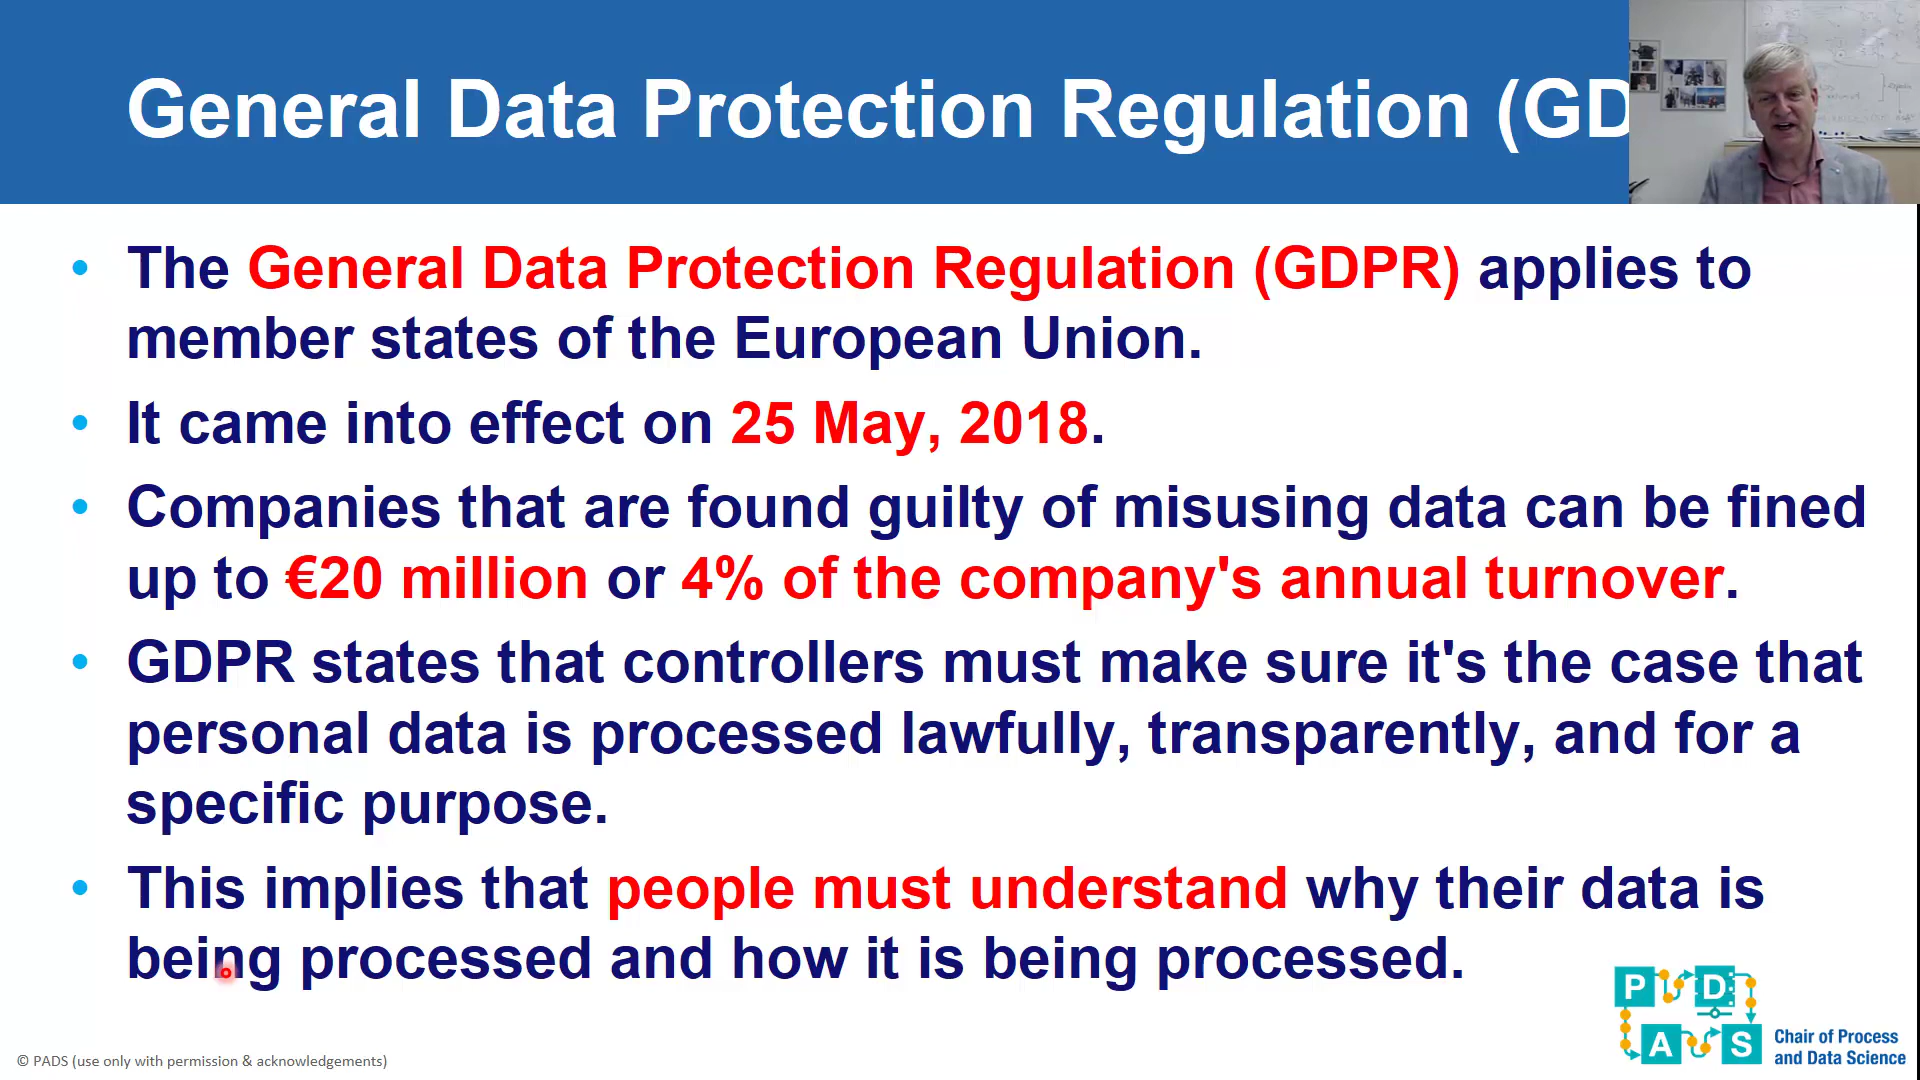 General Data Protection Regulation (GD
• The General Data Protection Regulation (GDPR) applies to
member states of the European Union.
• It came into effect on 25 May, 2018.
• Companies that are found guilty of misusing data can be fined
up to €20 million or 4% of the company's annual turnover.
• GDPR states that controllers must make sure it's the case that
personal data is processed lawfully, transparently, and for a
specific purpose.
• This implies that people must understand why their data is
being processed and how it is being processed.
P D
A S
Chair of Process
and Data Science
© PADS (use only with permission & acknowledgements)